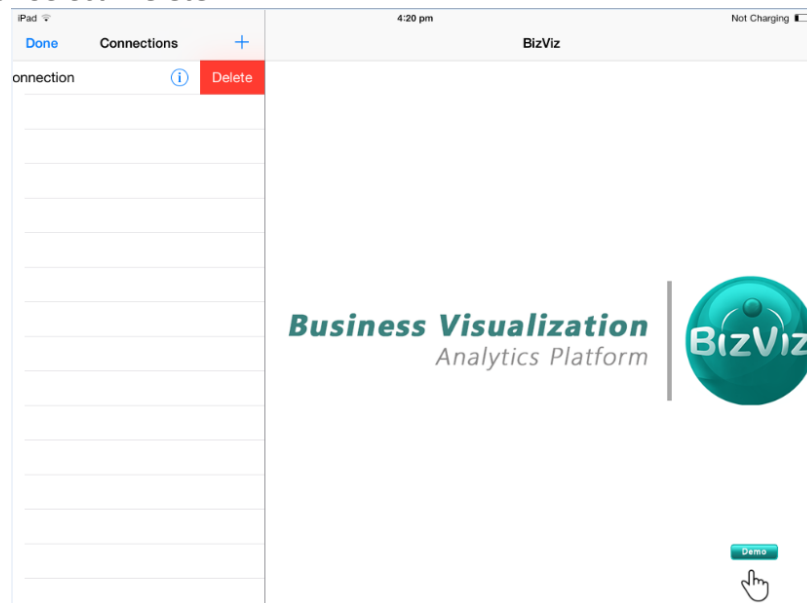 iPad 4:20 pm Not Charging
Done Connections + BizViz
onnection Delete
Business Visualization
Analytics Platform
BizViz
Demo